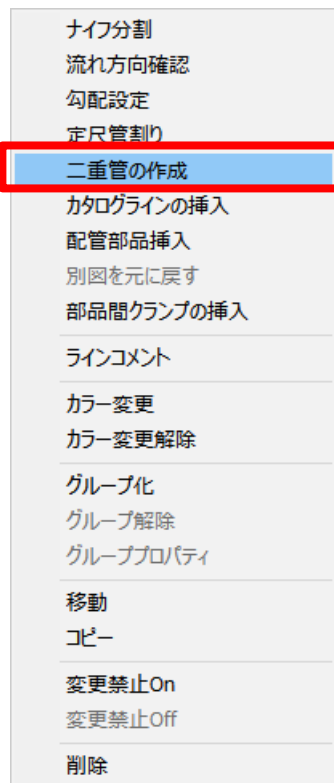 ナイフ分割
流れ方向確認
勾配設定
定尺管割り
二重管の作成
カタログラインの挿入
配管部品挿入
別図を元に戻す
部品間クランプの挿入
ラインコメント
カラー変更
カラー変更解除
グループ化
グループ解除
グループプロパティ
移動
コピー
変更禁止On
変更禁止Off
削除